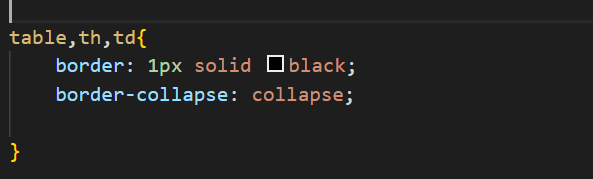 table,th,td{
    border: 1px solid black;
    border-collapse: collapse;
}